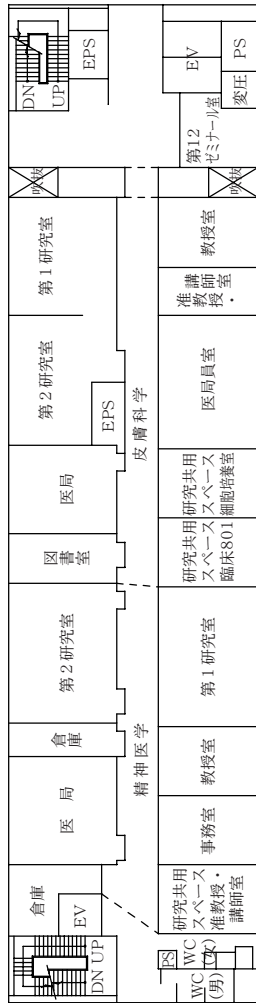 DN
UP
EPS
吹抜
第1研究室
第2研究室
EPS
医局
図書室
第2研究室
倉庫
医 局
倉庫
EV
DN UP
皮膚科学
精神医学
EV
PS
変圧
第12
ゼミナール室
吹抜
教授室
准教授・
講師室
医局員室
研究共用
スペース
細胞培養室
研究共用
スペース
臨床801
第1研究室
教授室
事務室
研究共用
スペース
准教授・
講師室
PS
WC
(女)
WC
(男)